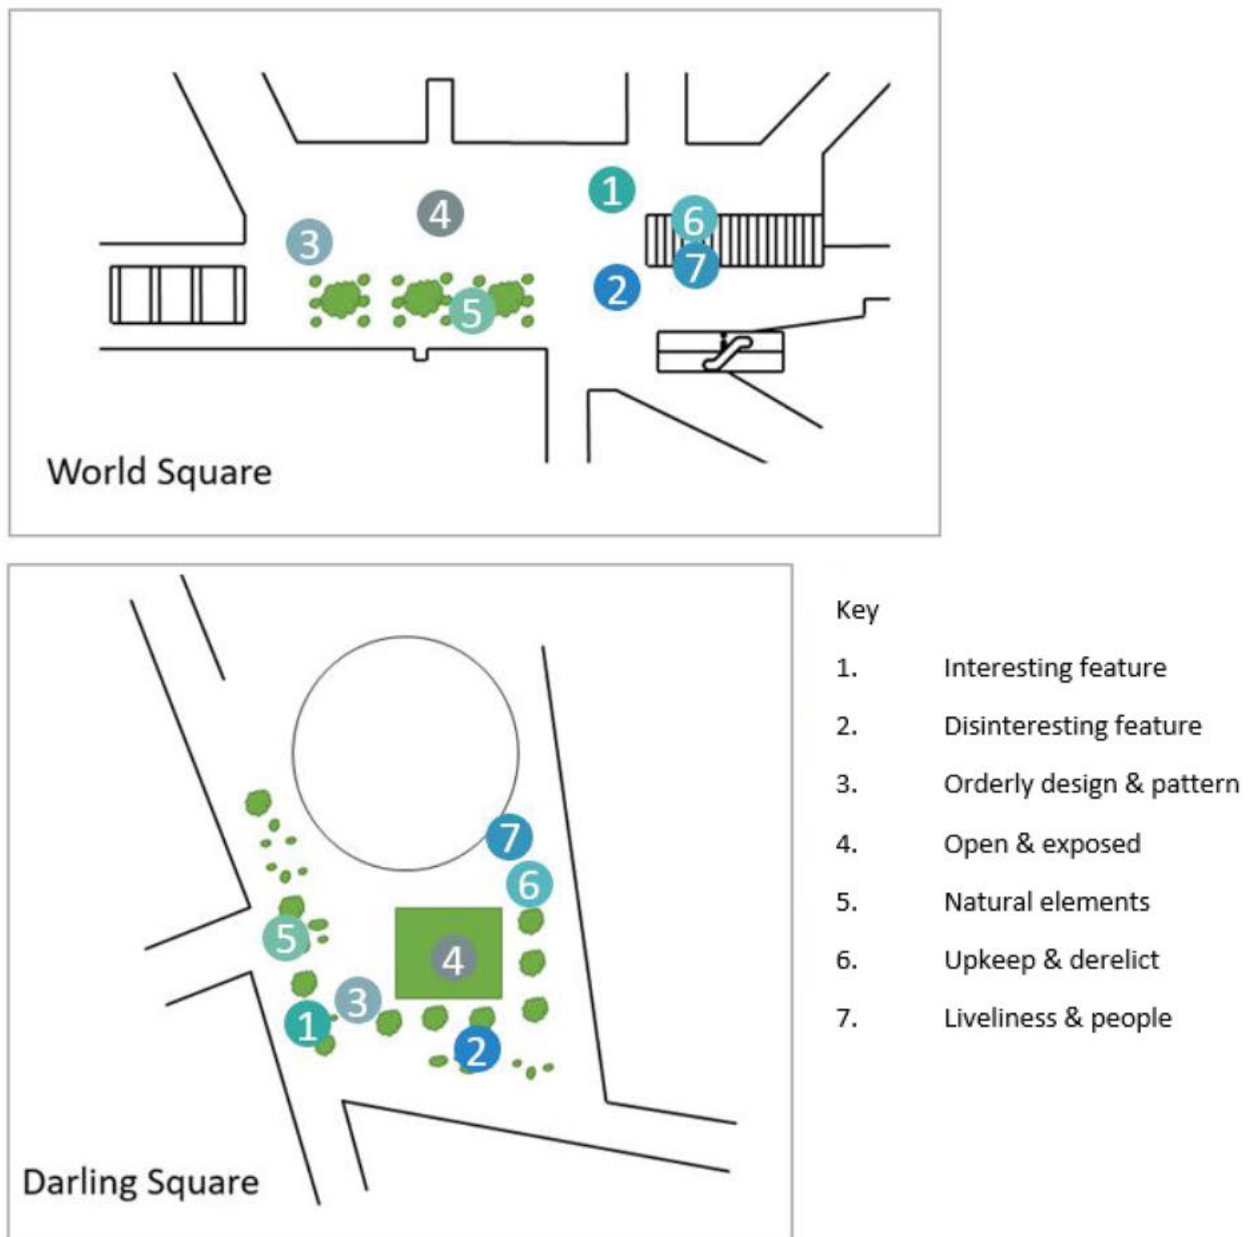 1
6
4
3
7
2
5
World Square
7
6
5
4
3
1
2
Darling Square
Key
1. Interesting feature
2. Disinteresting feature
3. Orderly design & pattern
4. Open & exposed
5. Natural elements
6. Upkeep & derelict
7. Liveliness & people